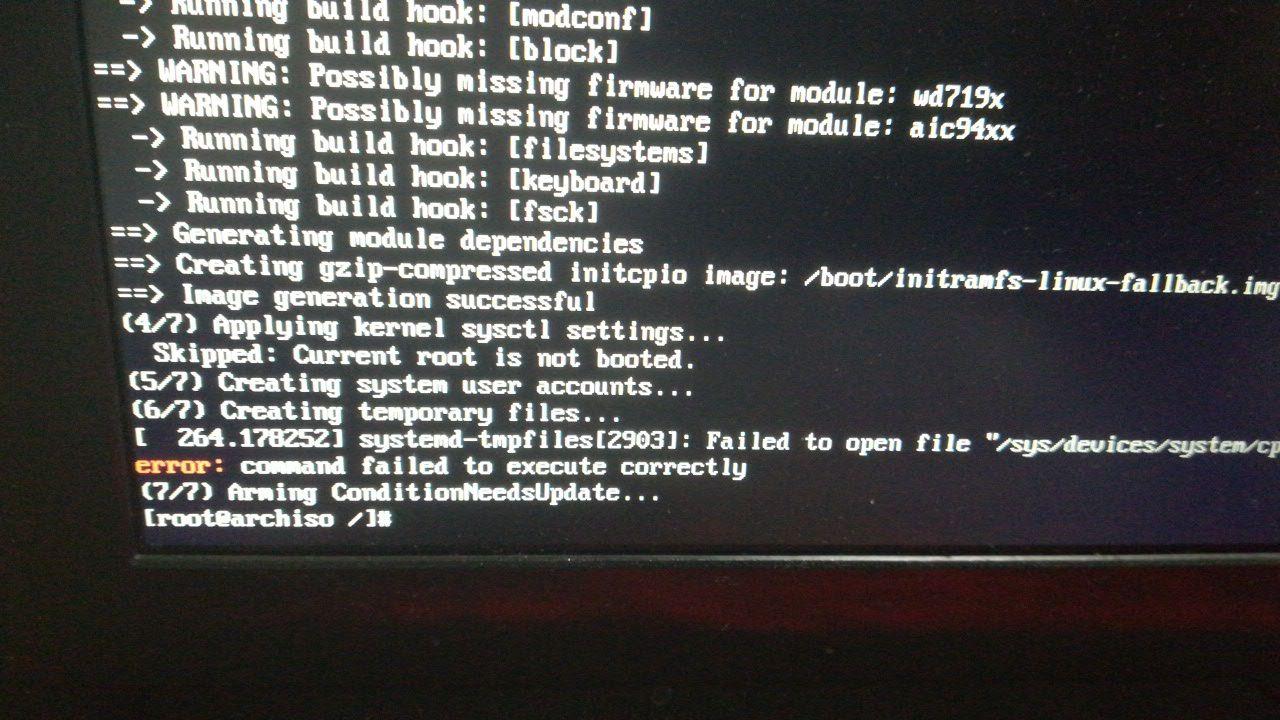 -> Running build hook: [modconf]
-> Running build hook: [block]
==> WARNING: Possibly missing firmware for module: wd719x
==> WARNING: Possibly missing firmware for module: aic94xx
-> Running build hook: [filesystems]
-> Running build hook: [keyboard]
-> Running build hook: [fsck]
==> Generating module dependencies
==> Creating gzip-compressed initcpio image: /boot/initramfs-linux-fallback.img
==> Image generation successful
(4/7) Applying kernel sysctl settings...
Skipped: Current root is not booted.
(5/7) Creating system user accounts...
(6/7) Creating temporary files...
[  264.178252] systemd-tmpfiles[2903]: Failed to open file "/sys/devices/system/cp
error: command failed to execute correctly
(7/7) Arming ConditionNeedsUpdate...
[root@archiso /]#